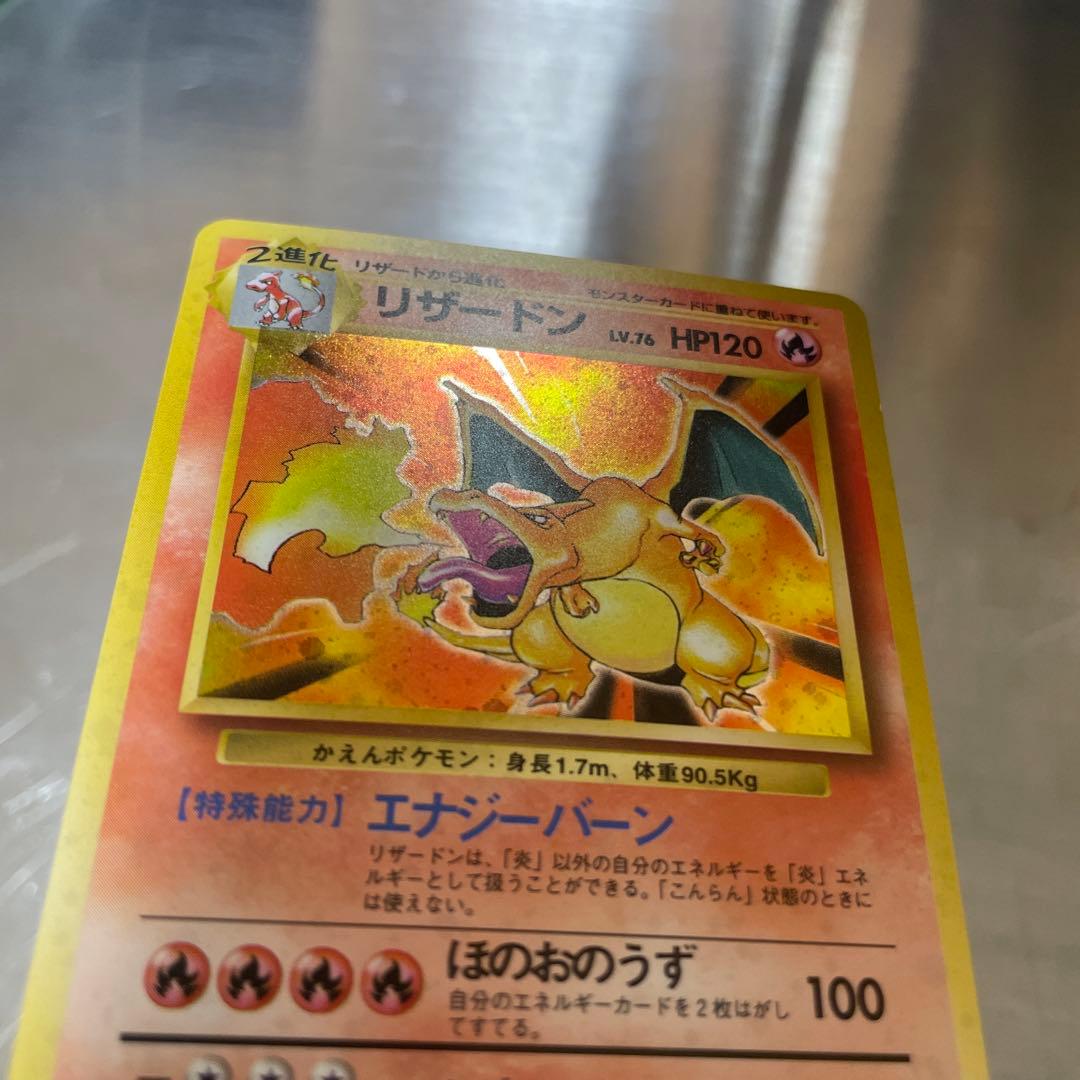 2進化
リザードから進化
モンスターカードに重ねて使います。
リザードン
LV.76 HP120
かえんポケモン：身長1.7m、体重90.5Kg
【特殊能力】エナジーバーン
リザードンは、「炎」以外の自分のエネルギーを「炎」エネ
ルギーとして扱うことができる。「こんらん」状態のときに
は使えない。
ほのおのうず
100
自分のエネルギーカードを2枚はがし
てすてる。